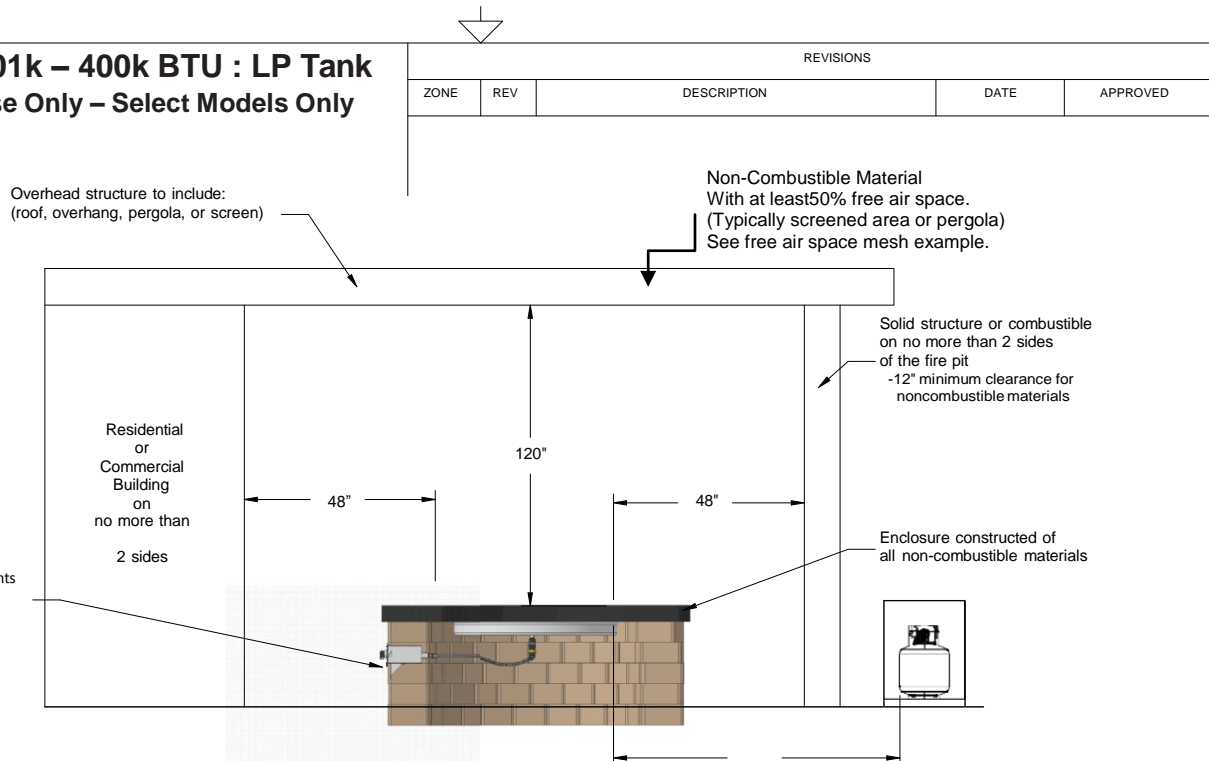 01k – 400k BTU : LP Tank
se Only – Select Models Only
REVISIONS
ZONE REV DESCRIPTION DATE APPROVED
Overhead structure to include:
(roof, overhang, pergola, or screen)
Non-Combustible Material
With at least50% free air space.
(Typically screened area or pergola)
See free air space mesh example.
Solid structure or combustible
on no more than 2 sides
of the fire pit
-12" minimum clearance for
noncombustible materials
Residential
or
Commercial
Building
on
no more than
2 sides
120"
48”
48"
Enclosure constructed of
all non-combustible materials
nts